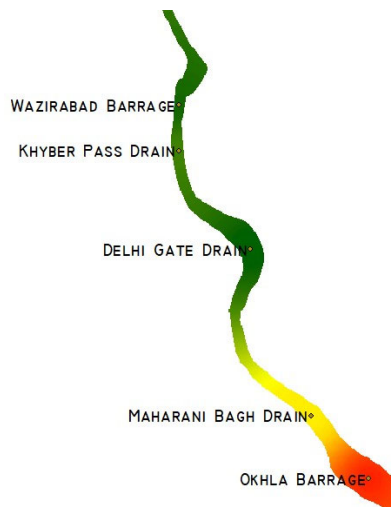 Wazirabad Barrage
Khyber Pass Drain
Delhi Gate Drain
Maharani Bagh Drain
Okhla Barrage